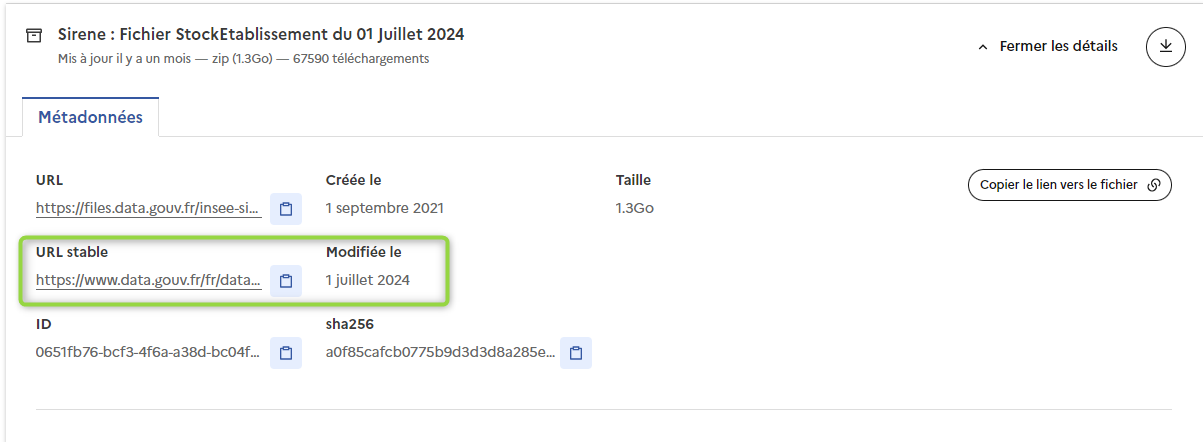 Sirene : Fichier StockEtablissement du 01 Juillet 2024
Mis à jour il y a un mois — zip (1.3Go) — 67590 téléchargements
Fermer les détails
Métadonnées
URL
https://files.data.gouv.fr/insee-si...
Créée le
1 septembre 2021
Taille
1.3Go
Copier le lien vers le fichier
URL stable
https://www.data.gouv.fr/fr/data...
Modifiée le
1 juillet 2024
ID
0651fb76-bcf3-4f6a-a38d-bc04f...
sha256
a0f85cafcb0775b9d3d3d8a285e...